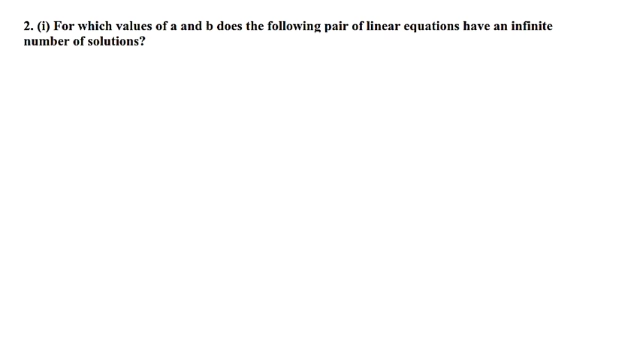 2. (i) For which values of a and b does the following pair of linear equations have an infinite
number of solutions?